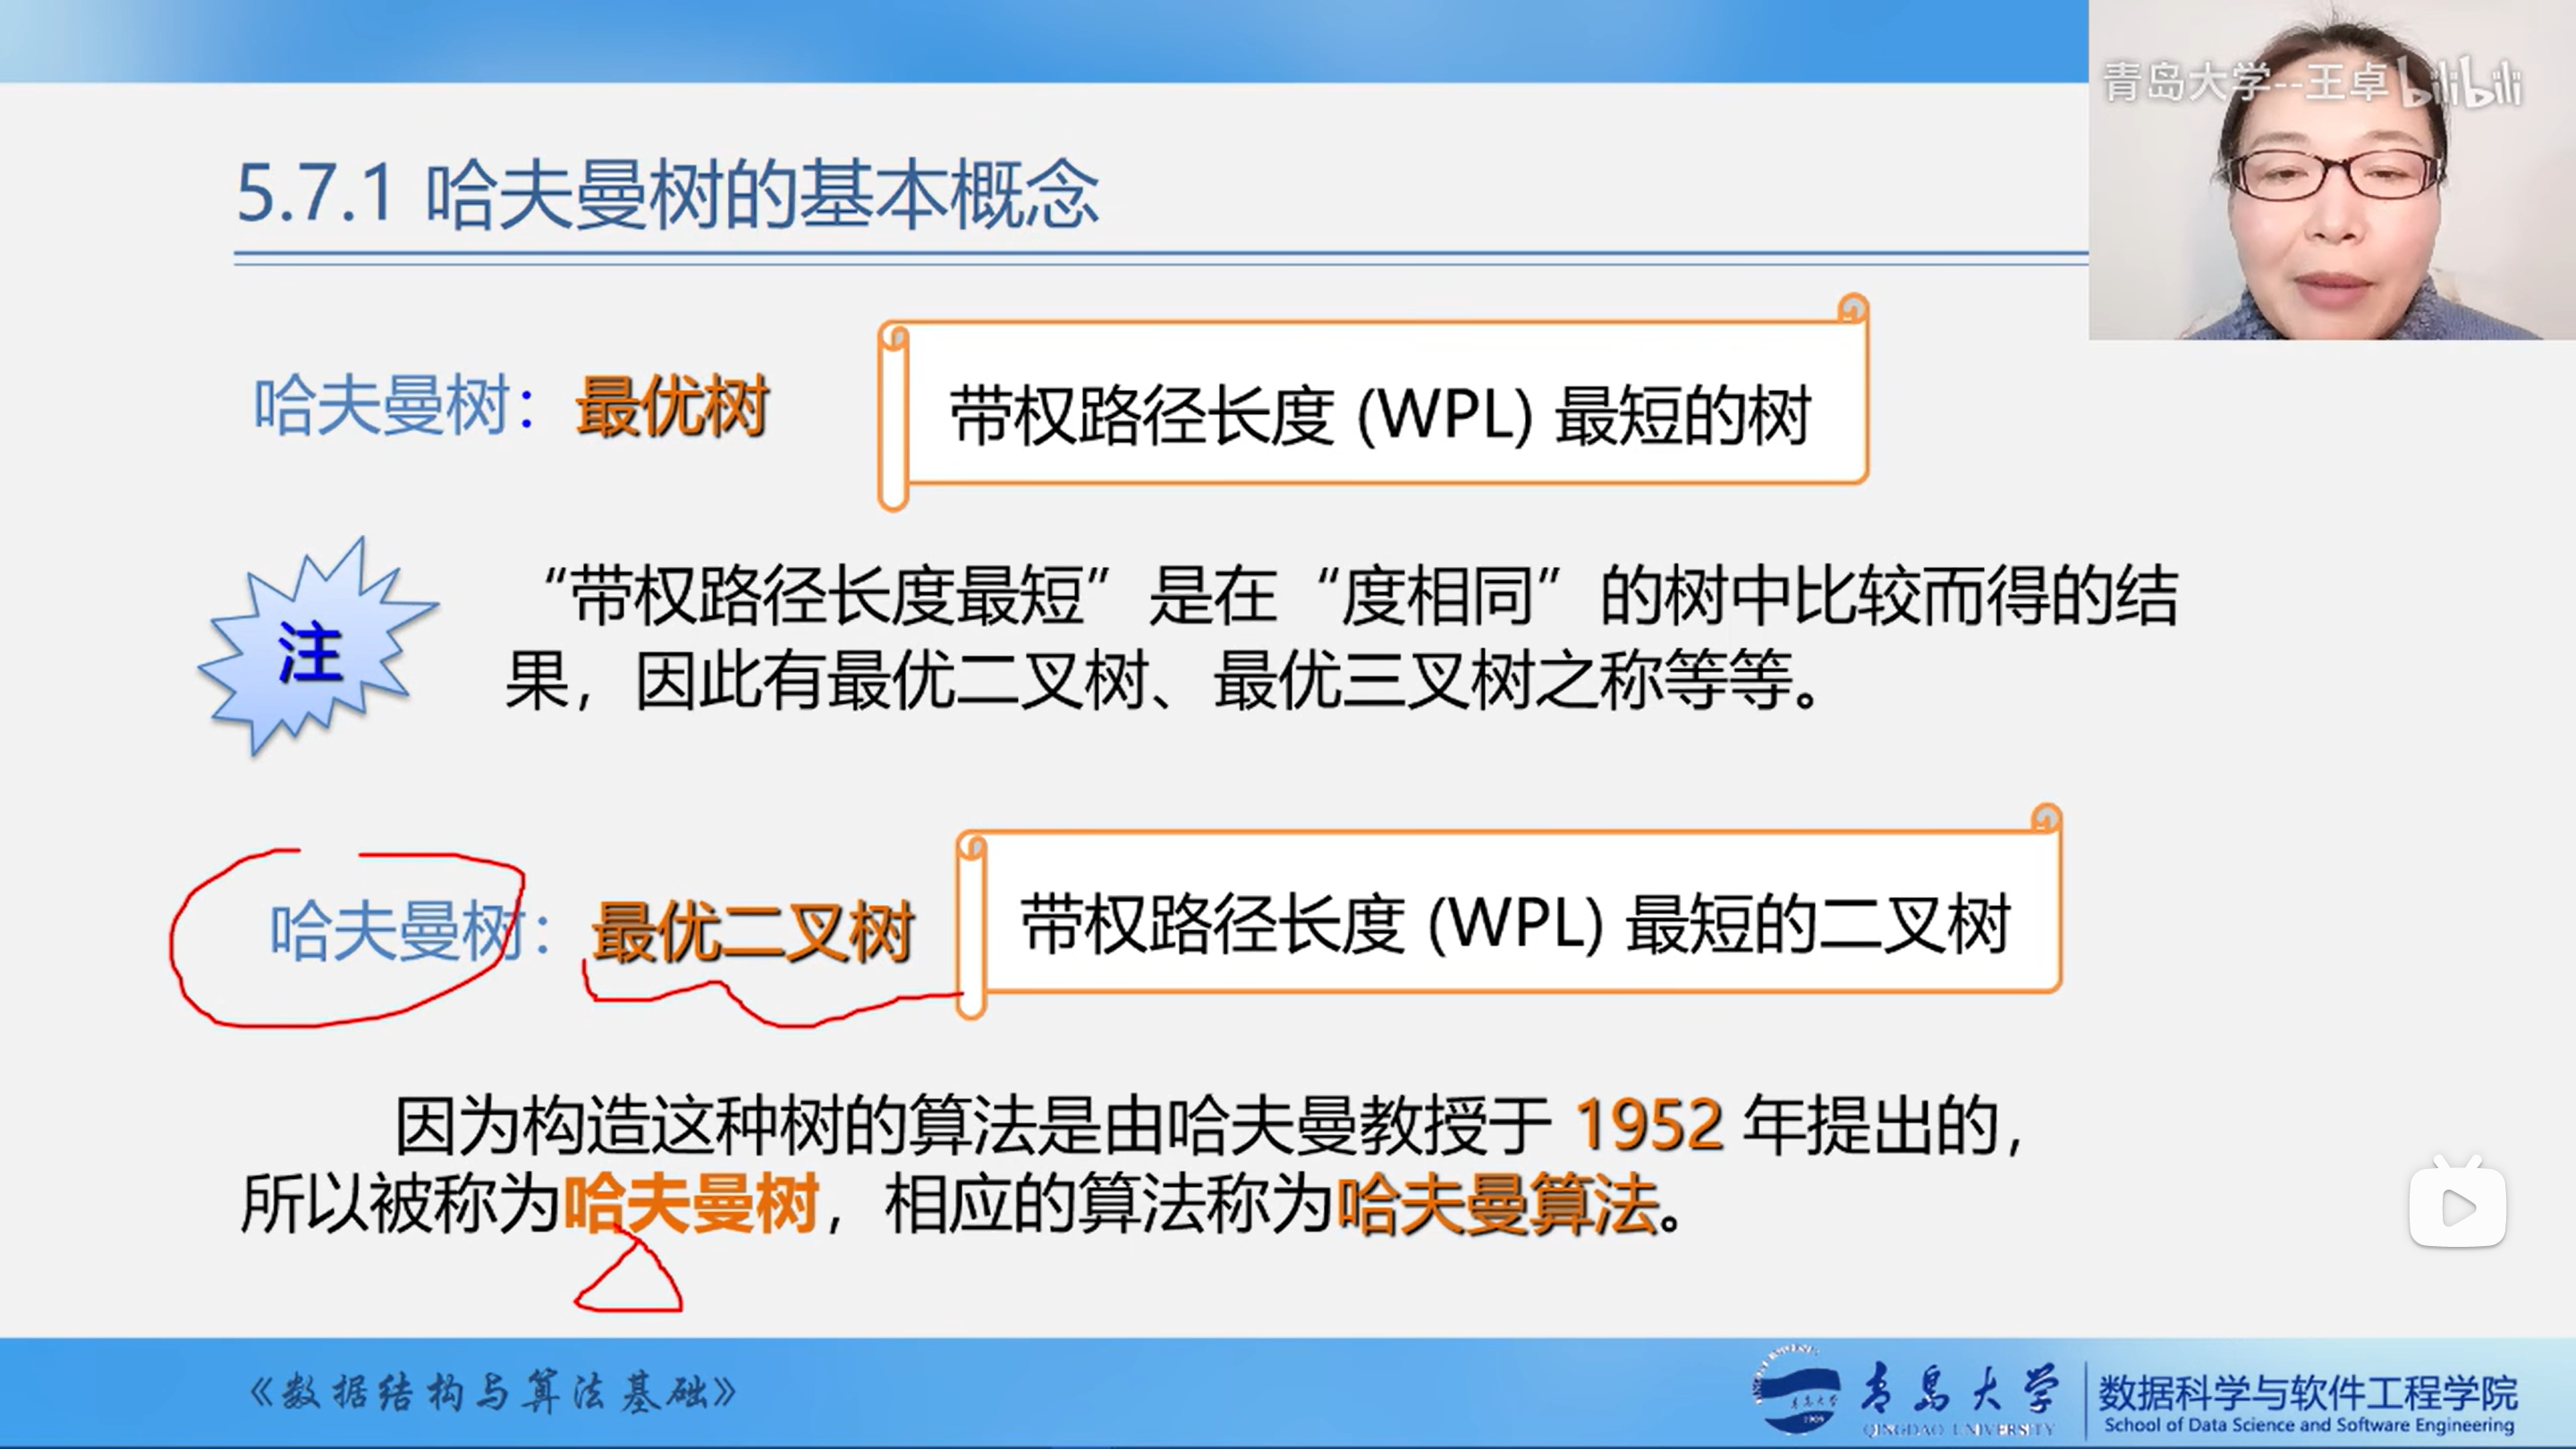 青岛大学--王卓 bilibili
5.7.1 哈夫曼树的基本概念
哈夫曼树：最优树
带权路径长度 (WPL) 最短的树
注
“带权路径长度最短”是在“度相同”的树中比较而得的结
果，因此有最优二叉树、最优三叉树之称等等。
哈夫曼树：最优二叉树
带权路径长度 (WPL) 最短的二叉树
因为构造这种树的算法是由哈夫曼教授于 1952 年提出的，
所以被称为哈夫曼树，相应的算法称为哈夫曼算法。
《数据结构与算法基础》
青岛大学
QINGDAO UNIVERSITY
数据科学与软件工程学院
School of Data Science and Software Engineering